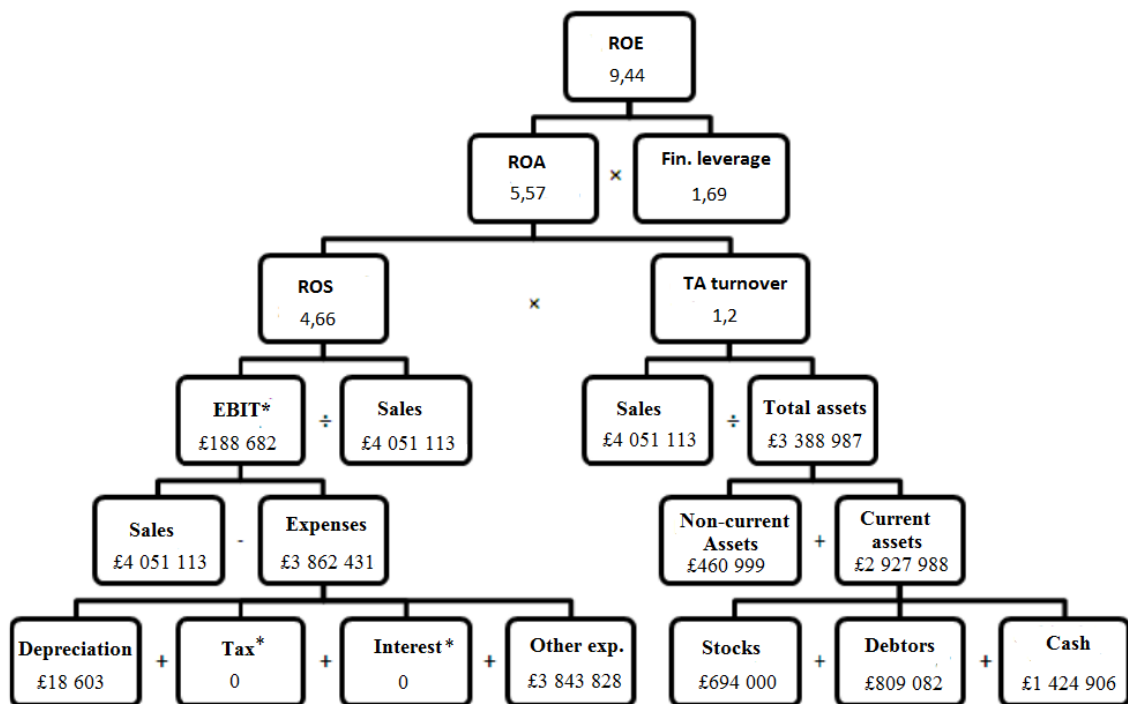 ROE
9,44
ROA
5,57
×
Fin. leverage
1,69
ROS
4,66
×
TA turnover
1,2
EBIT*
£188 682
÷
Sales
£4 051 113
Sales
£4 051 113
÷
Total assets
£3 388 987
Sales
£4 051 113
-
Expenses
£3 862 431
Non-current
Assets
£460 999
+
Current
assets
£2 927 988
Depreciation
£18 603
+
Tax*
0
+
Interest*
0
+
Other exp.
£3 843 828
Stocks
£694 000
+
Debtors
£809 082
+
Cash
£1 424 906